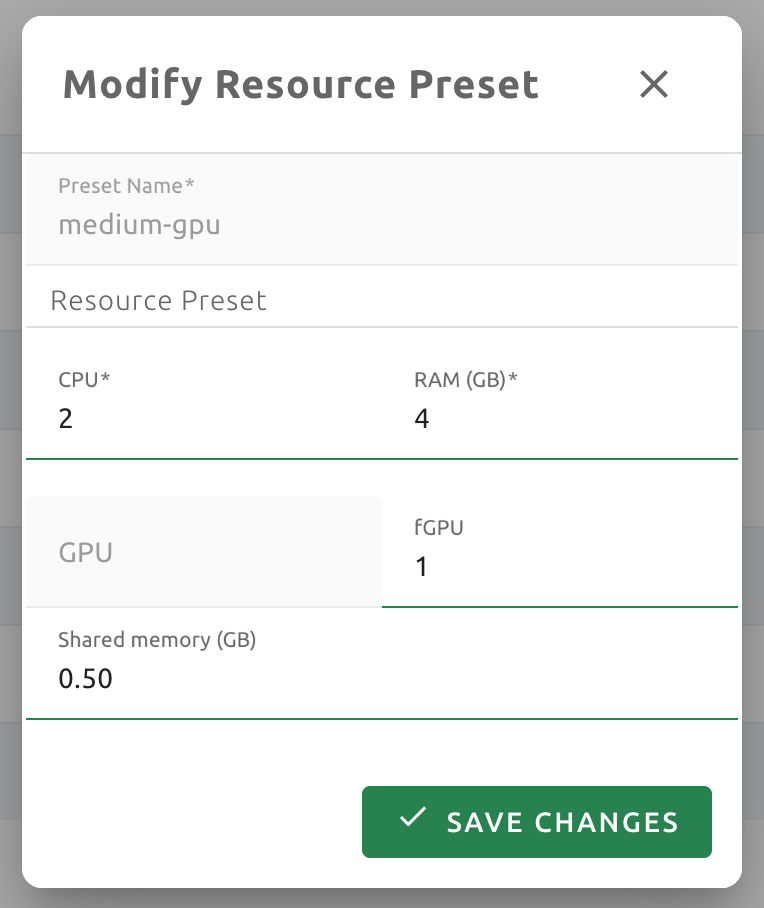 Modify Resource Preset
Preset Name*
medium-gpu
Resource Preset
CPU* RAM (GB)*
2 4
GPU
fGPU
1
Shared memory (GB)
0.50
SAVE CHANGES